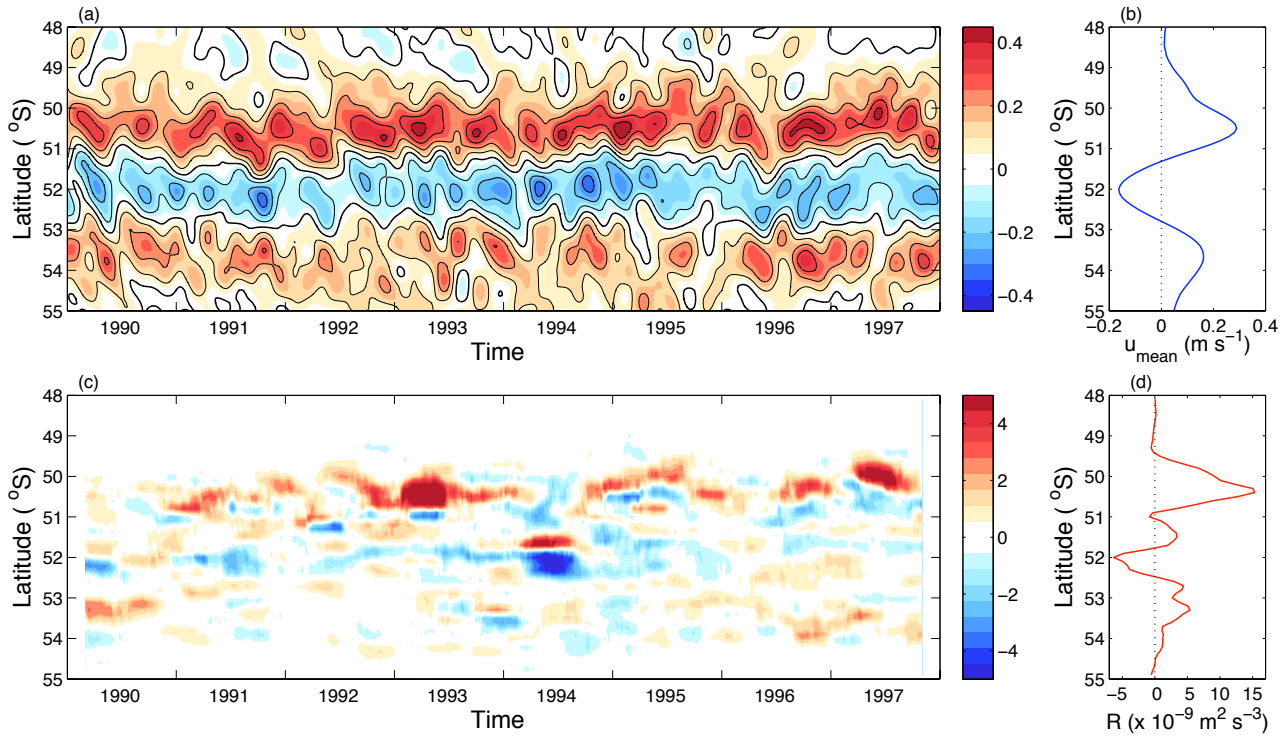 (a)
48
49
50
51
52
53
54
55
Latitude ( °S)
1990 1991 1992 1993 1994 1995 1996 1997
Time
0.4
0.2
0
−0.2
−0.4
(b)
48
49
50
51
52
53
54
55
Latitude ( °S)
−0.2 0 0.2 0.4
u_mean (m s⁻¹)
(c)
48
49
50
51
52
53
54
55
Latitude ( °S)
1990 1991 1992 1993 1994 1995 1996 1997
Time
4
2
0
−2
−4
(d)
48
49
50
51
52
53
54
55
Latitude ( °S)
−5 0 5 10 15
R (x 10⁻⁹ m² s⁻³)